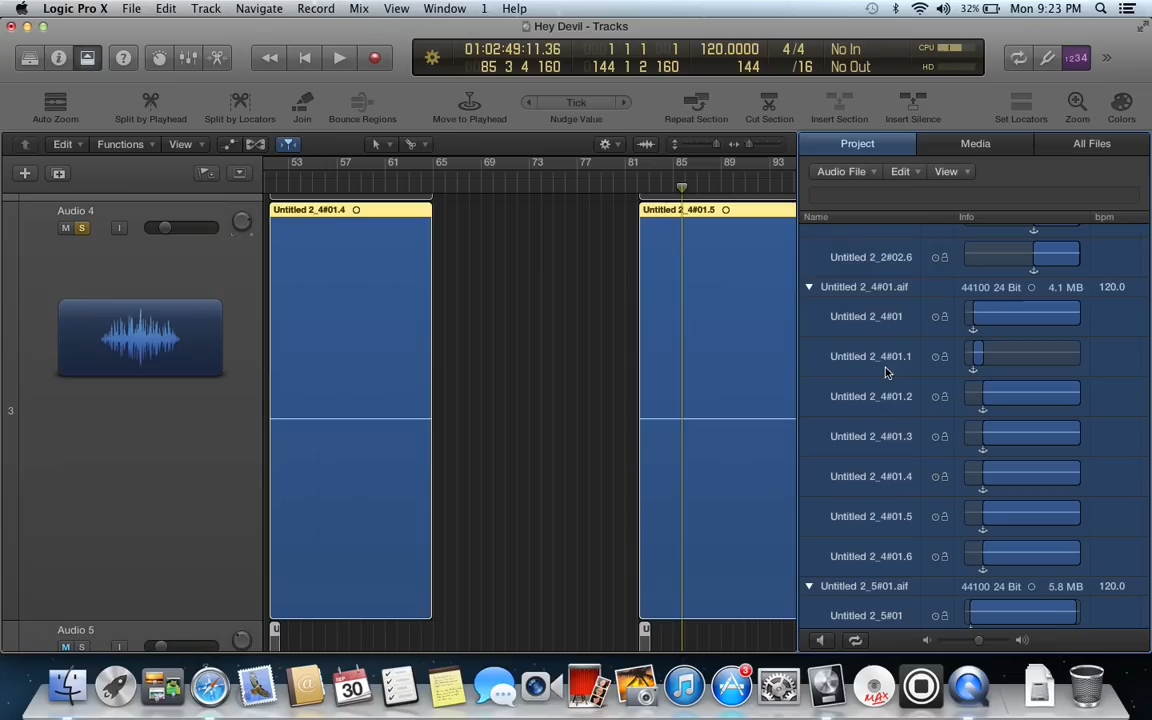 Logic Pro X File Edit Track Navigate Record Mix View Window 1 Help 32% Mon 9:23 PM
Hey Devil - Tracks
01:02:49:11.36 1 1 1 1 120.0000 4/4 No In CPU
85 3 4 160 144 1 2 160 144 /16 No Out HD
1234
Auto Zoom Split by Playhead Split by Locators Join Bounce Regions Move to Playhead Tick Nudge Value Repeat Section Cut Section Insert Section Insert Silence Set Locators Zoom Colors
Edit Functions View Project Media All Files
53 57 61 65 69 73 77 81 85 89 93
Audio File Edit View
Name Info bpm
Audio 4
M S I
3
Untitled 2_4#01.4
Untitled 2_4#01.5
Audio 5
M I
U
U
Untitled 2_2#02.6
Untitled 2_4#01.aif 44100 24 Bit 4.1 MB 120.0
Untitled 2_4#01
Untitled 2_4#01.1
Untitled 2_4#01.2
Untitled 2_4#01.3
Untitled 2_4#01.4
Untitled 2_4#01.5
Untitled 2_4#01.6
Untitled 2_5#01.aif 44100 24 Bit 5.8 MB 120.0
Untitled 2_5#01
SEP
30
3
MAX